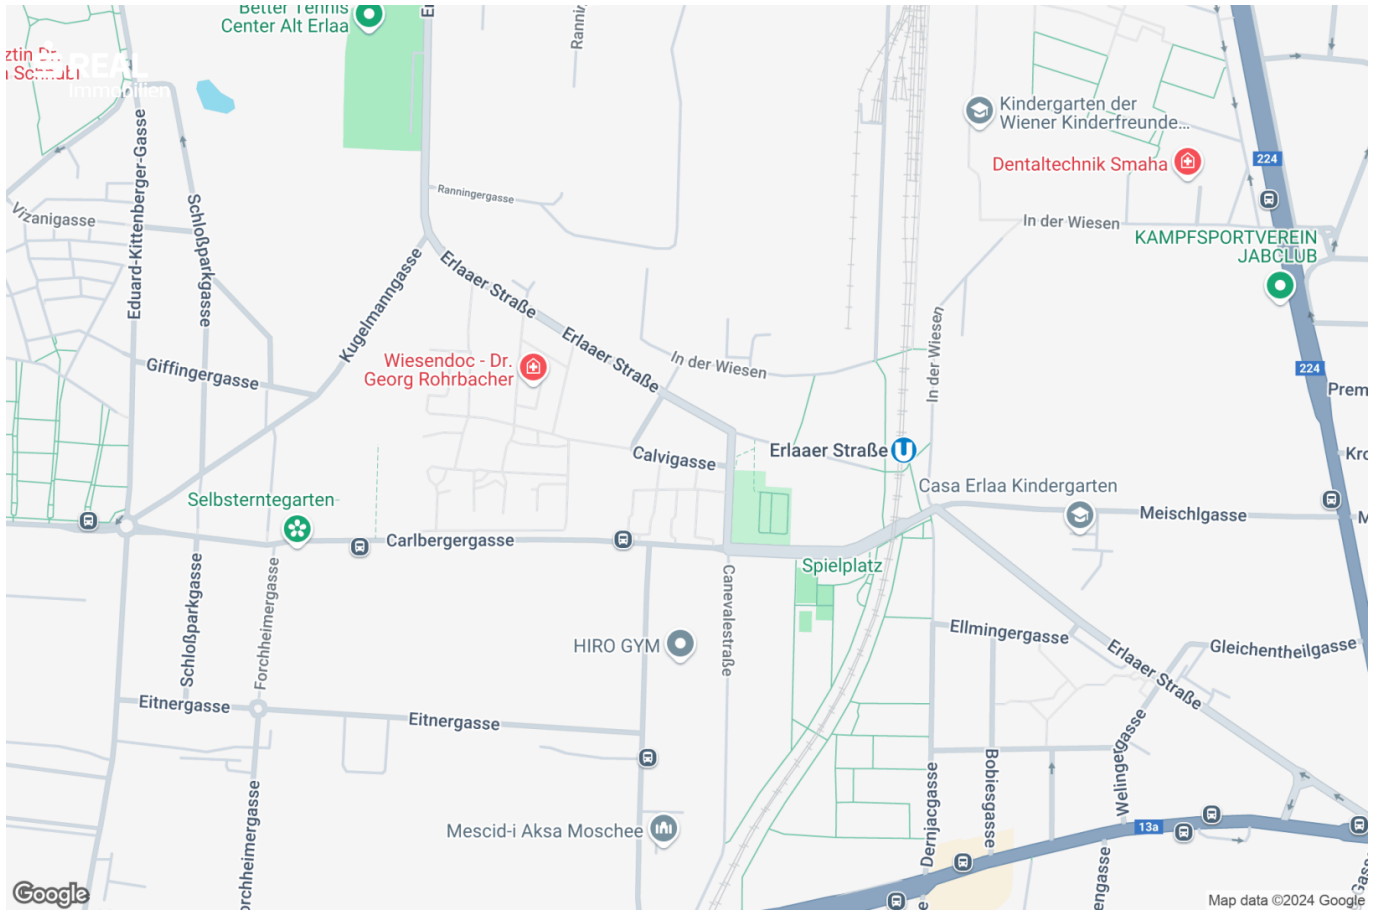 Better Tennis
Center Alt Erlaa
REAL
Immobilien
Kindergarten der
Wiener Kinderfreunde...
Dentaltechnik Smaha
224
Ranningergasse
Vizanigasse
Eduard-Kittenberger-Gasse
Schloßparkgasse
In der Wiesen
KAMPFSPORTVEREIN
JABCLUB
Kugelmanngasse
Erlaaer Straße
Erlaaer Straße
In der Wiesen
In der Wiesen
Giffingergasse
Wiesendoc - Dr.
Georg Rohrbacher
224
Prem
Calvigasse
Erlaaer Straße
U
Casa Erlaa Kindergarten
Selbsterntegarten
Meischlgasse
Carlbergergasse
Spielplatz
Schloßparkgasse
Forchheimergasse
Canevalestraße
HIRO GYM
Ellmingergasse
Gleichentheilgasse
Erlaaer Straße
Eitnergasse
Eitnergasse
Welingergasse
Dernjacgasse
Bobiesgasse
Mescid-i Aksa Moschee
13a
orchheimergasse
engasse
Google
Map data ©2024 Google